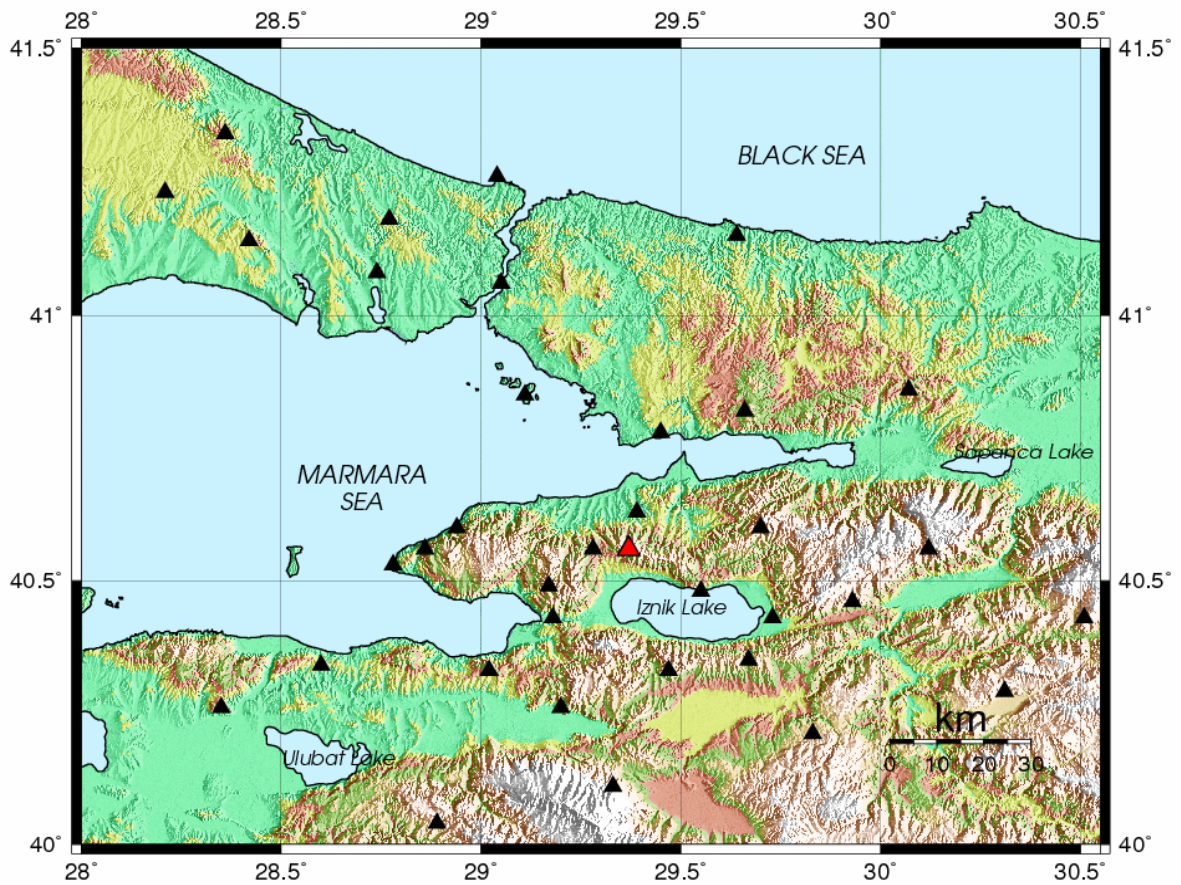 28° 28.5° 29° 29.5° 30° 30.5°
41.5° 41.5°
BLACK SEA
41° 41°
Sapanca Lake
MARMARA
SEA
40.5° 40.5°
Iznik Lake
km
Ulubat Lake
0 10 20 30
40° 40°
28° 28.5° 29° 29.5° 30° 30.5°